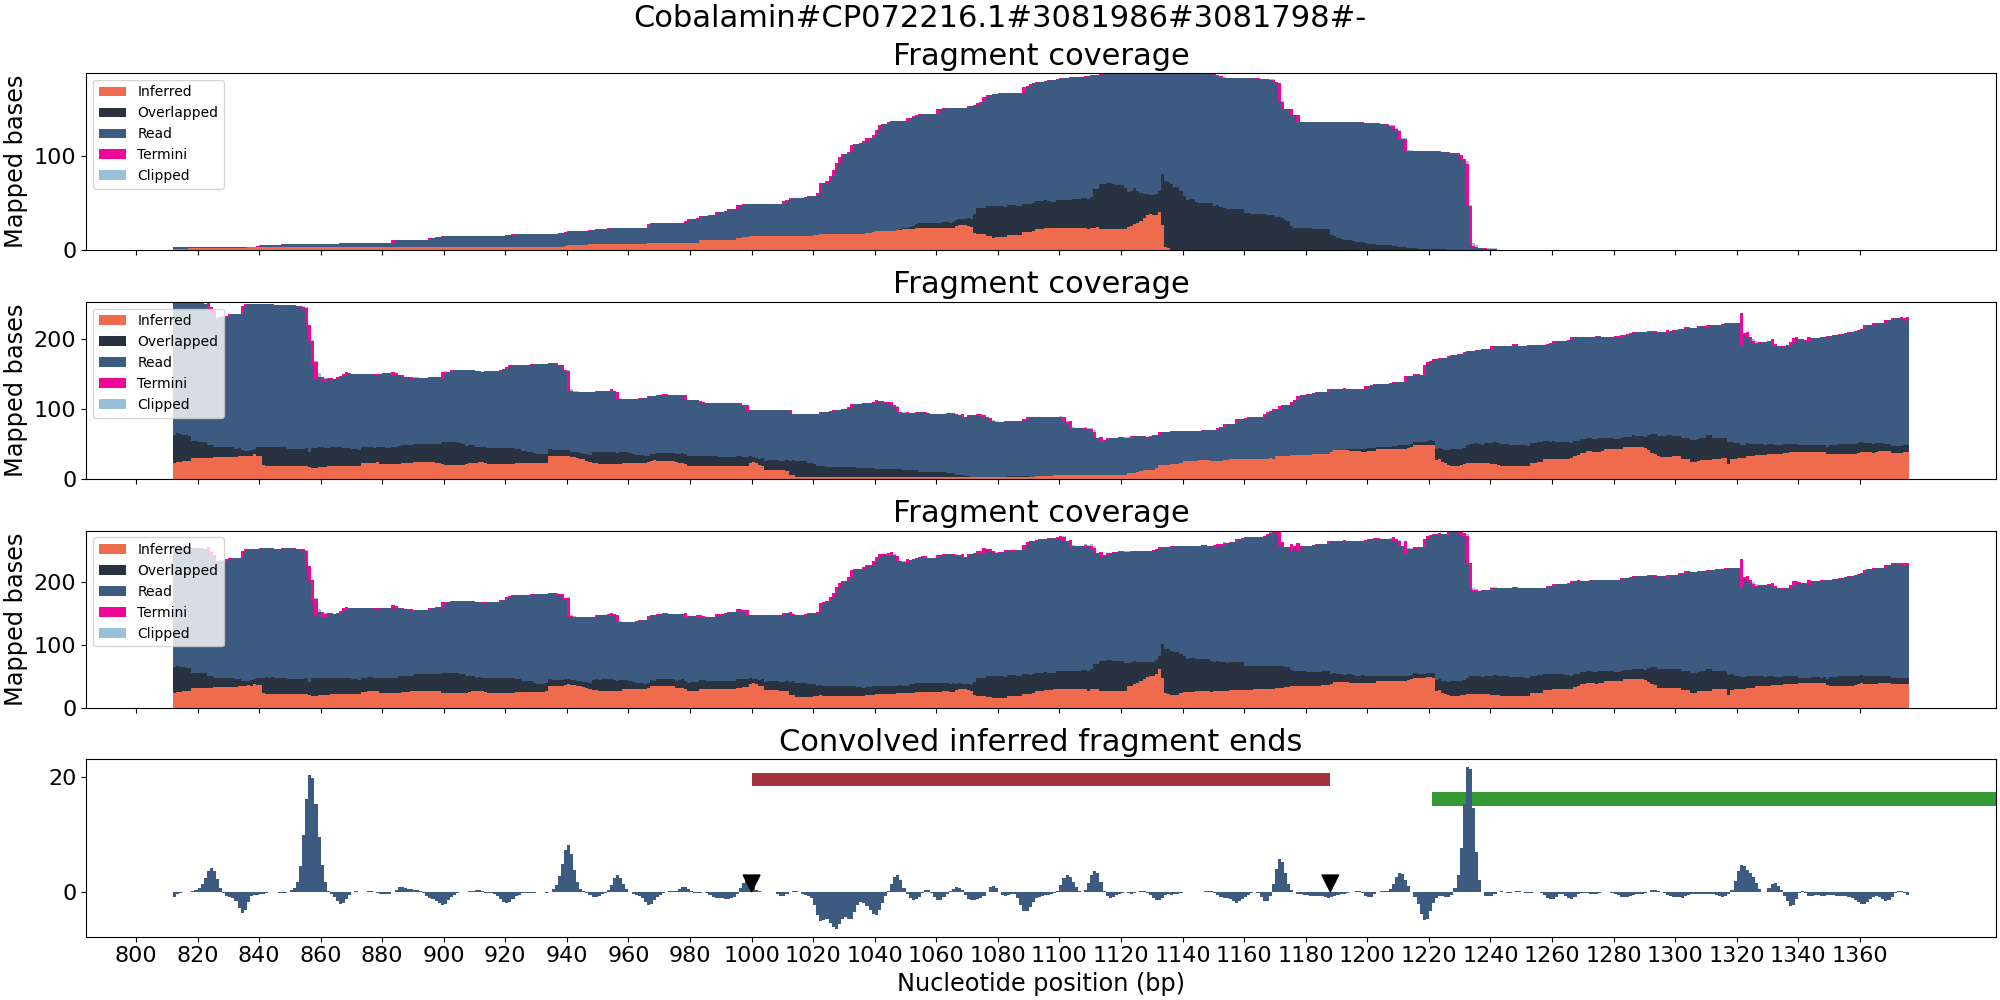 Cobalamin#CP072216.1#3081986#3081798#-
Fragment coverage
Mapped bases
100
0
Inferred
Overlapped
Read
Termini
Clipped
Fragment coverage
Mapped bases
200
100
0
Inferred
Overlapped
Read
Termini
Clipped
Fragment coverage
Mapped bases
200
100
0
Inferred
Overlapped
Read
Termini
Clipped
Convolved inferred fragment ends
20
0
800 820 840 860 880 900 920 940 960 980 1000 1020 1040 1060 1080 1100 1120 1140 1160 1180 1200 1220 1240 1260 1280 1300 1320 1340 1360
Nucleotide position (bp)